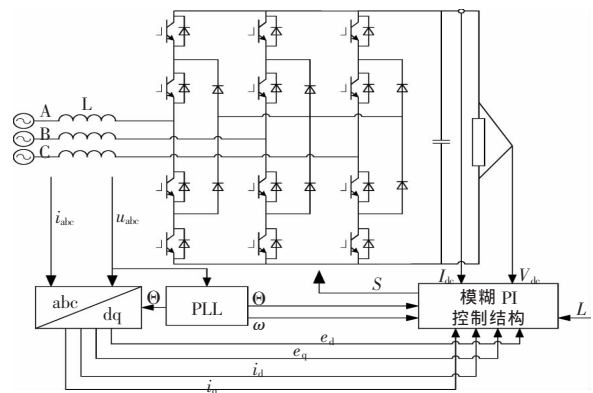 A
L
B
C
i_abc
u_abc
abc
dq
Θ
PLL
Θ
ω
S
I_dc
V_dc
模糊 PI
控制结构
L
e_d
e_q
i_d
i_q